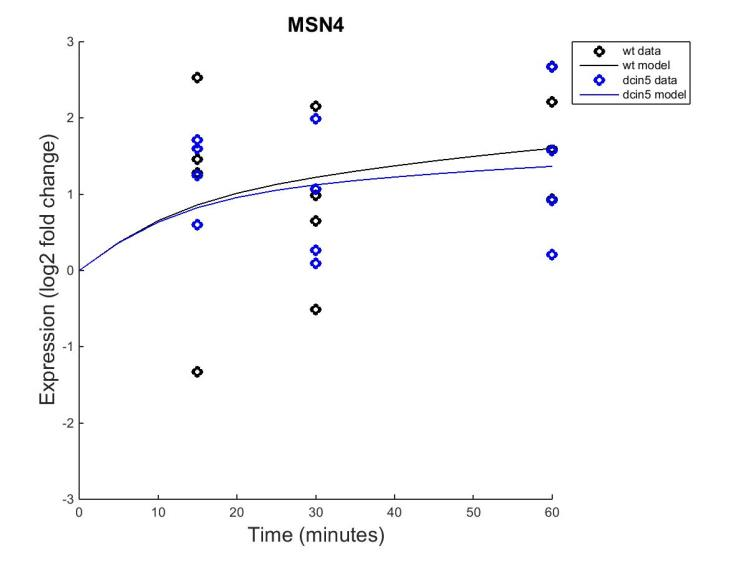 MSN4
wt data
wt model
dcin5 data
dcin5 model
3
2
1
0
-1
-2
-3
Expression (log2 fold change)
0 10 20 30 40 50 60
Time (minutes)